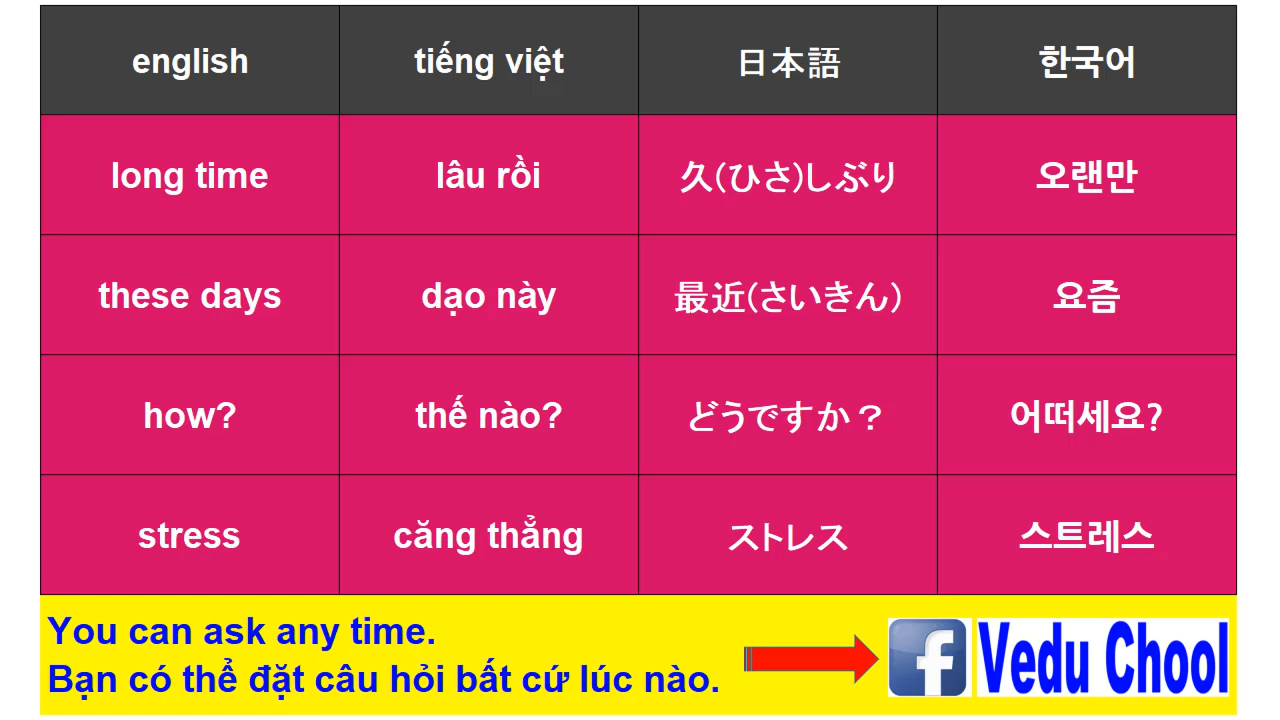 english tiếng việt 日本語 한국어
long time lâu rồi 久(ひさ)しぶり 오랜만
these days dạo này 最近(さいきん) 요즘
how? thế nào? どうですか？ 어떠세요?
stress căng thẳng ストレス 스트레스
You can ask any time.
Bạn có thể đặt câu hỏi bất cứ lúc nào.
f Vedu Chool